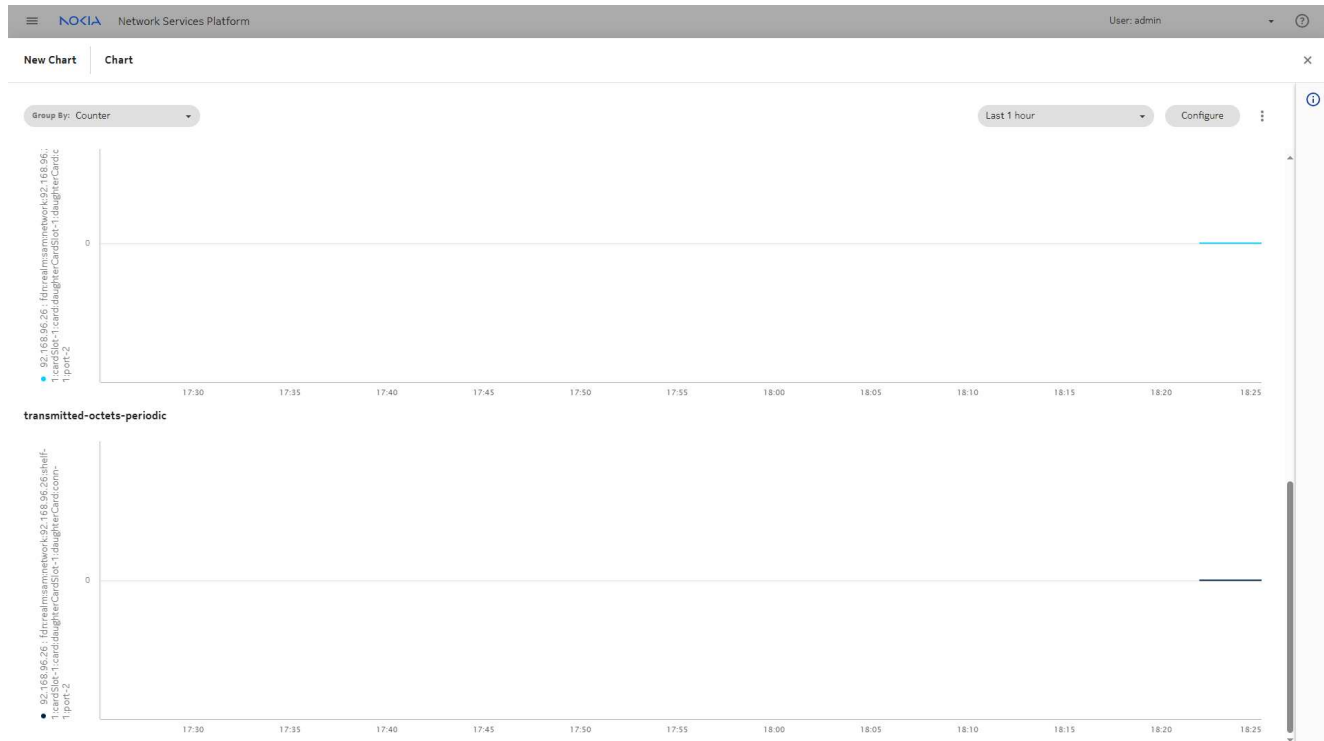 NOKIA Network Services Platform
User: admin
New Chart Chart
Group By: Counter
Last 1 hour
Configure
92.168.96.26 : fdn:realm:sam:network:92.168.96.
1:cardSlot-1:card:daughterCardSlot-1:daughterCard:c
1:port-2
0
17:30 17:35 17:40 17:45 17:50 17:55 18:00 18:05 18:10 18:15 18:20 18:25
transmitted-octets-periodic
92.168.96.26 : fdn:realm:sam:network:92.168.96.26:shelf-
1:cardSlot-1:card:daughterCardSlot-1:daughterCard:conn-
1:port-2
0
17:30 17:35 17:40 17:45 17:50 17:55 18:00 18:05 18:10 18:15 18:20 18:25